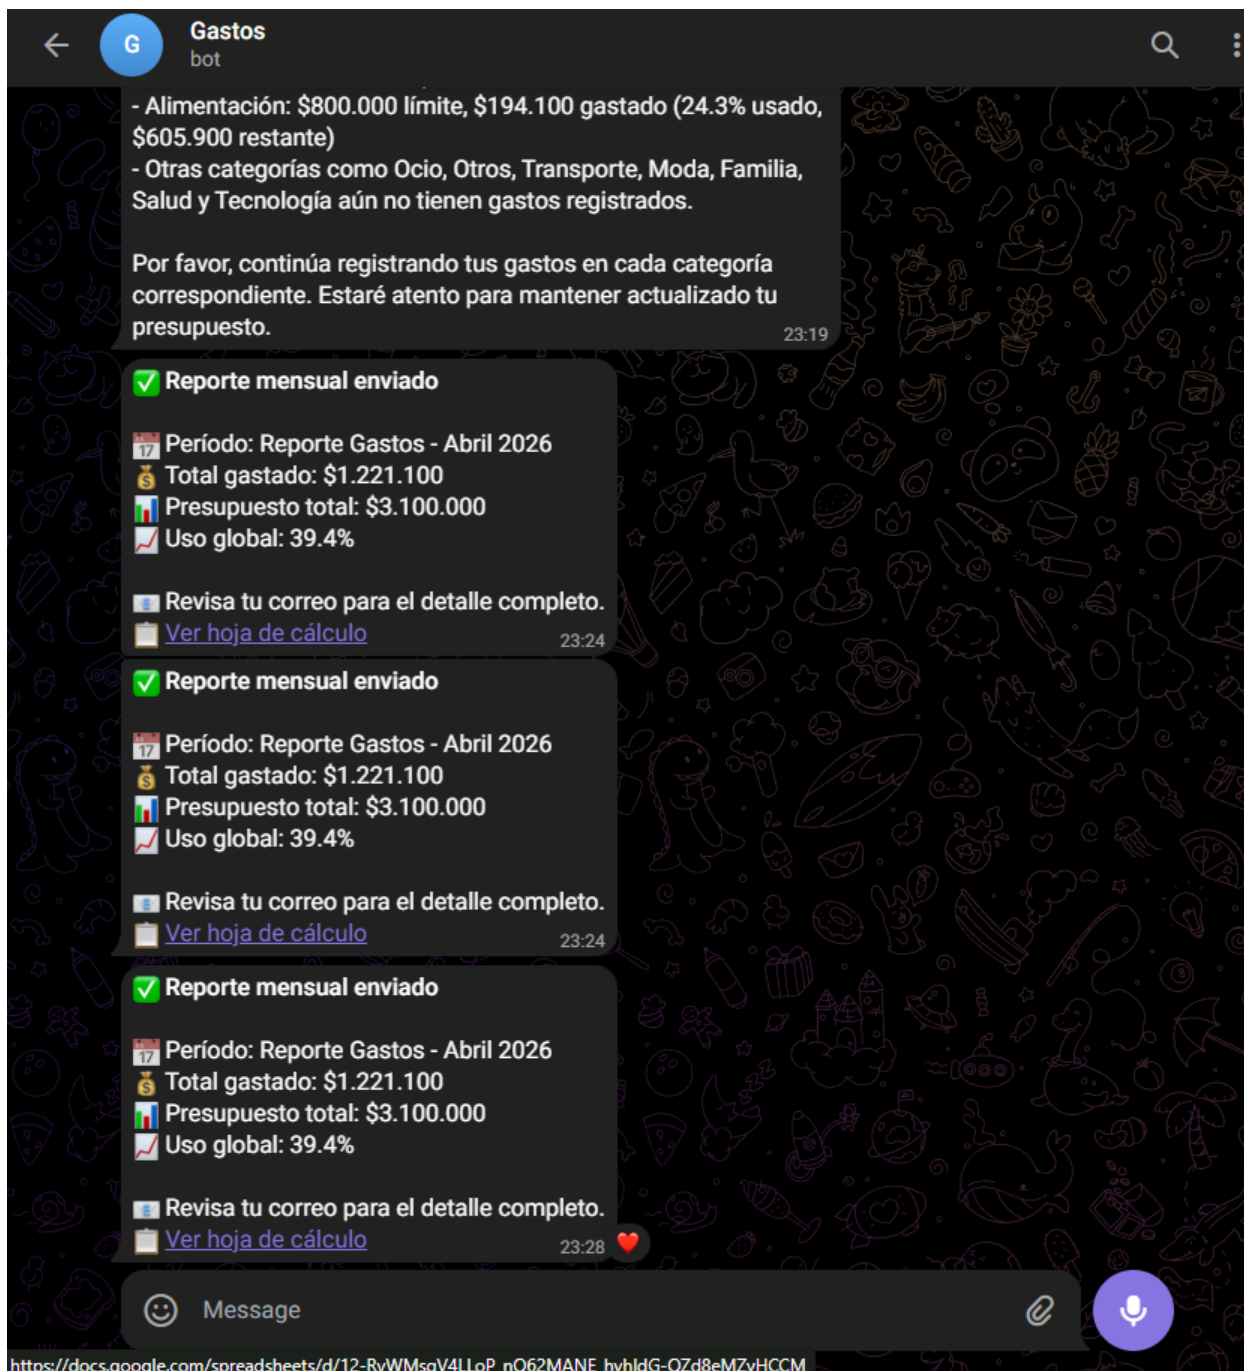 Gastos
G
bot
- Alimentación: $800.000 límite, $194.100 gastado (24.3% usado,
$605.900 restante)
- Otras categorías como Ocio, Otros, Transporte, Moda, Familia,
Salud y Tecnología aún no tienen gastos registrados.
Por favor, continúa registrando tus gastos en cada categoría
correspondiente. Estaré atento para mantener actualizado tu
presupuesto.
23:19
✅ Reporte mensual enviado
📅 Período: Reporte Gastos - Abril 2026
💰 Total gastado: $1.221.100
📊 Presupuesto total: $3.100.000
📈 Uso global: 39.4%
📧 Revisa tu correo para el detalle completo.
📋 Ver hoja de cálculo
23:24
✅ Reporte mensual enviado
📅 Período: Reporte Gastos - Abril 2026
💰 Total gastado: $1.221.100
📊 Presupuesto total: $3.100.000
📈 Uso global: 39.4%
📧 Revisa tu correo para el detalle completo.
📋 Ver hoja de cálculo
23:24
✅ Reporte mensual enviado
📅 Período: Reporte Gastos - Abril 2026
💰 Total gastado: $1.221.100
📊 Presupuesto total: $3.100.000
📈 Uso global: 39.4%
📧 Revisa tu correo para el detalle completo.
📋 Ver hoja de cálculo
23:28 ❤️
Message